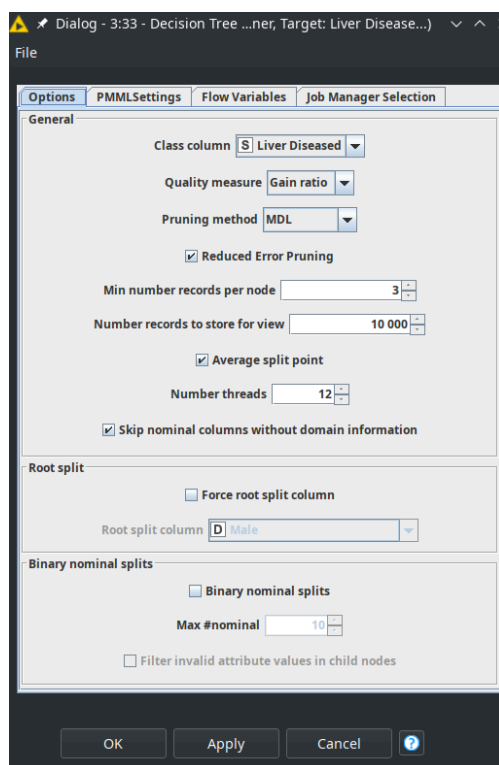 Dialog - 3:33 - Decision Tree ...ner, Target: Liver Disease...)
File
Options PMMLSettings Flow Variables Job Manager Selection
General
Class column S Liver Diseased
Quality measure Gain ratio
Pruning method MDL
Reduced Error Pruning
Min number records per node 3
Number records to store for view 10 000
Average split point
Number threads 12
Skip nominal columns without domain information
Root split
Force root split column
Root split column D Male
Binary nominal splits
Binary nominal splits
Max #nominal 10
Filter invalid attribute values in child nodes
OK Apply Cancel ?